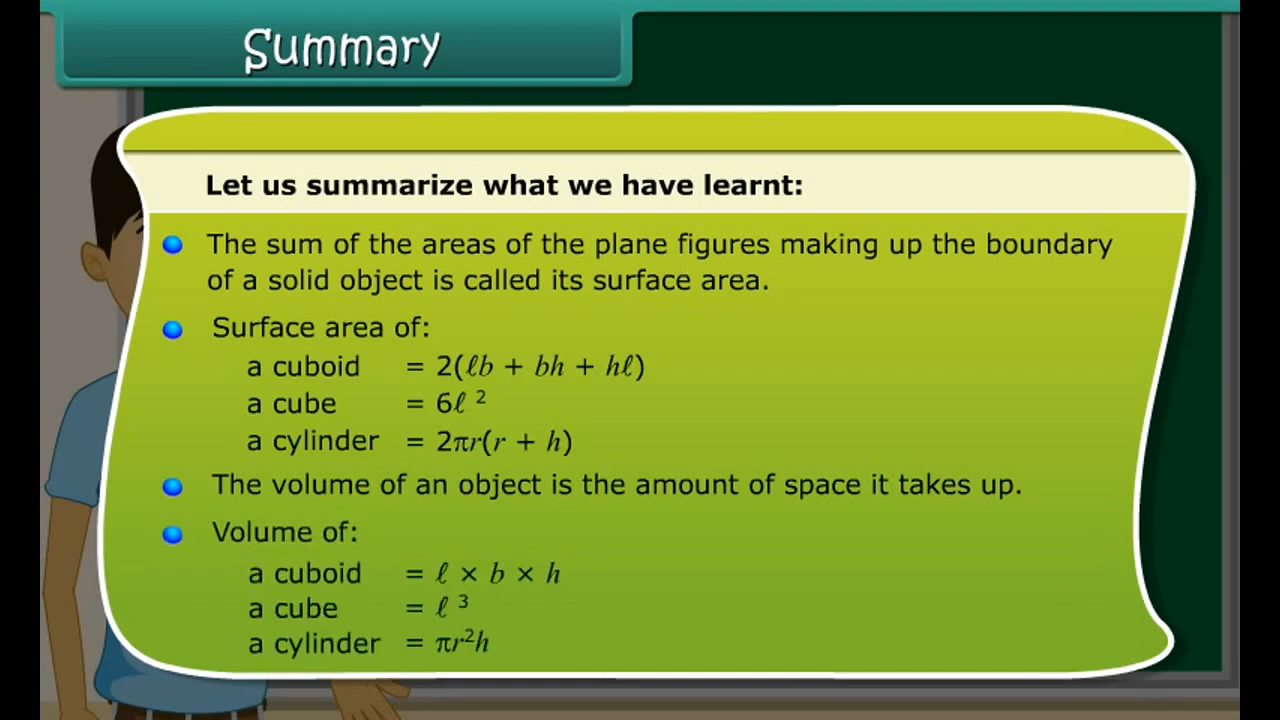 Summary
Let us summarize what we have learnt:
The sum of the areas of the plane figures making up the boundary
of a solid object is called its surface area.
Surface area of:
a cuboid = 2(ℓb + bh + hℓ)
a cube = 6ℓ ²
a cylinder = 2πr(r + h)
The volume of an object is the amount of space it takes up.
Volume of:
a cuboid = ℓ × b × h
a cube = ℓ ³
a cylinder = πr²h